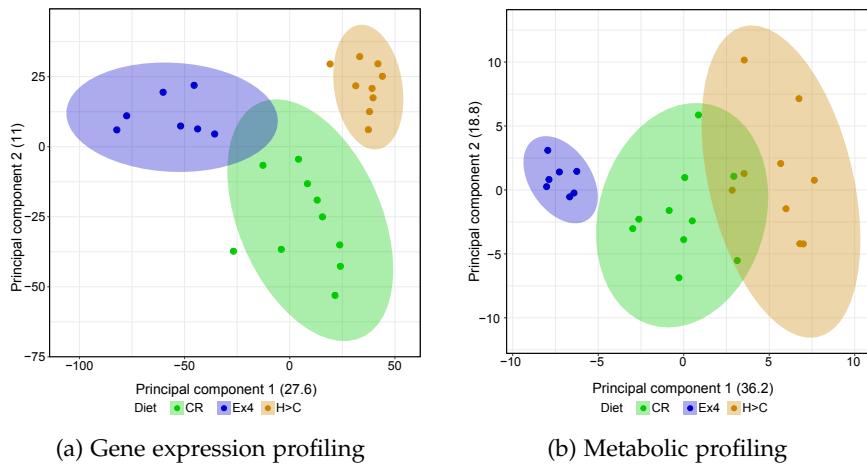 25
0
−25
−50
−75
Principal component 2 (11)
−100
−50
0
50
Principal component 1 (27.6)
Diet CR Ex4 H>C
(a) Gene expression profiling
10
5
0
−5
−10
Principal component 2 (18.8)
−10
−5
0
5
10
Principal component 1 (36.2)
Diet CR Ex4 H>C
(b) Metabolic profiling